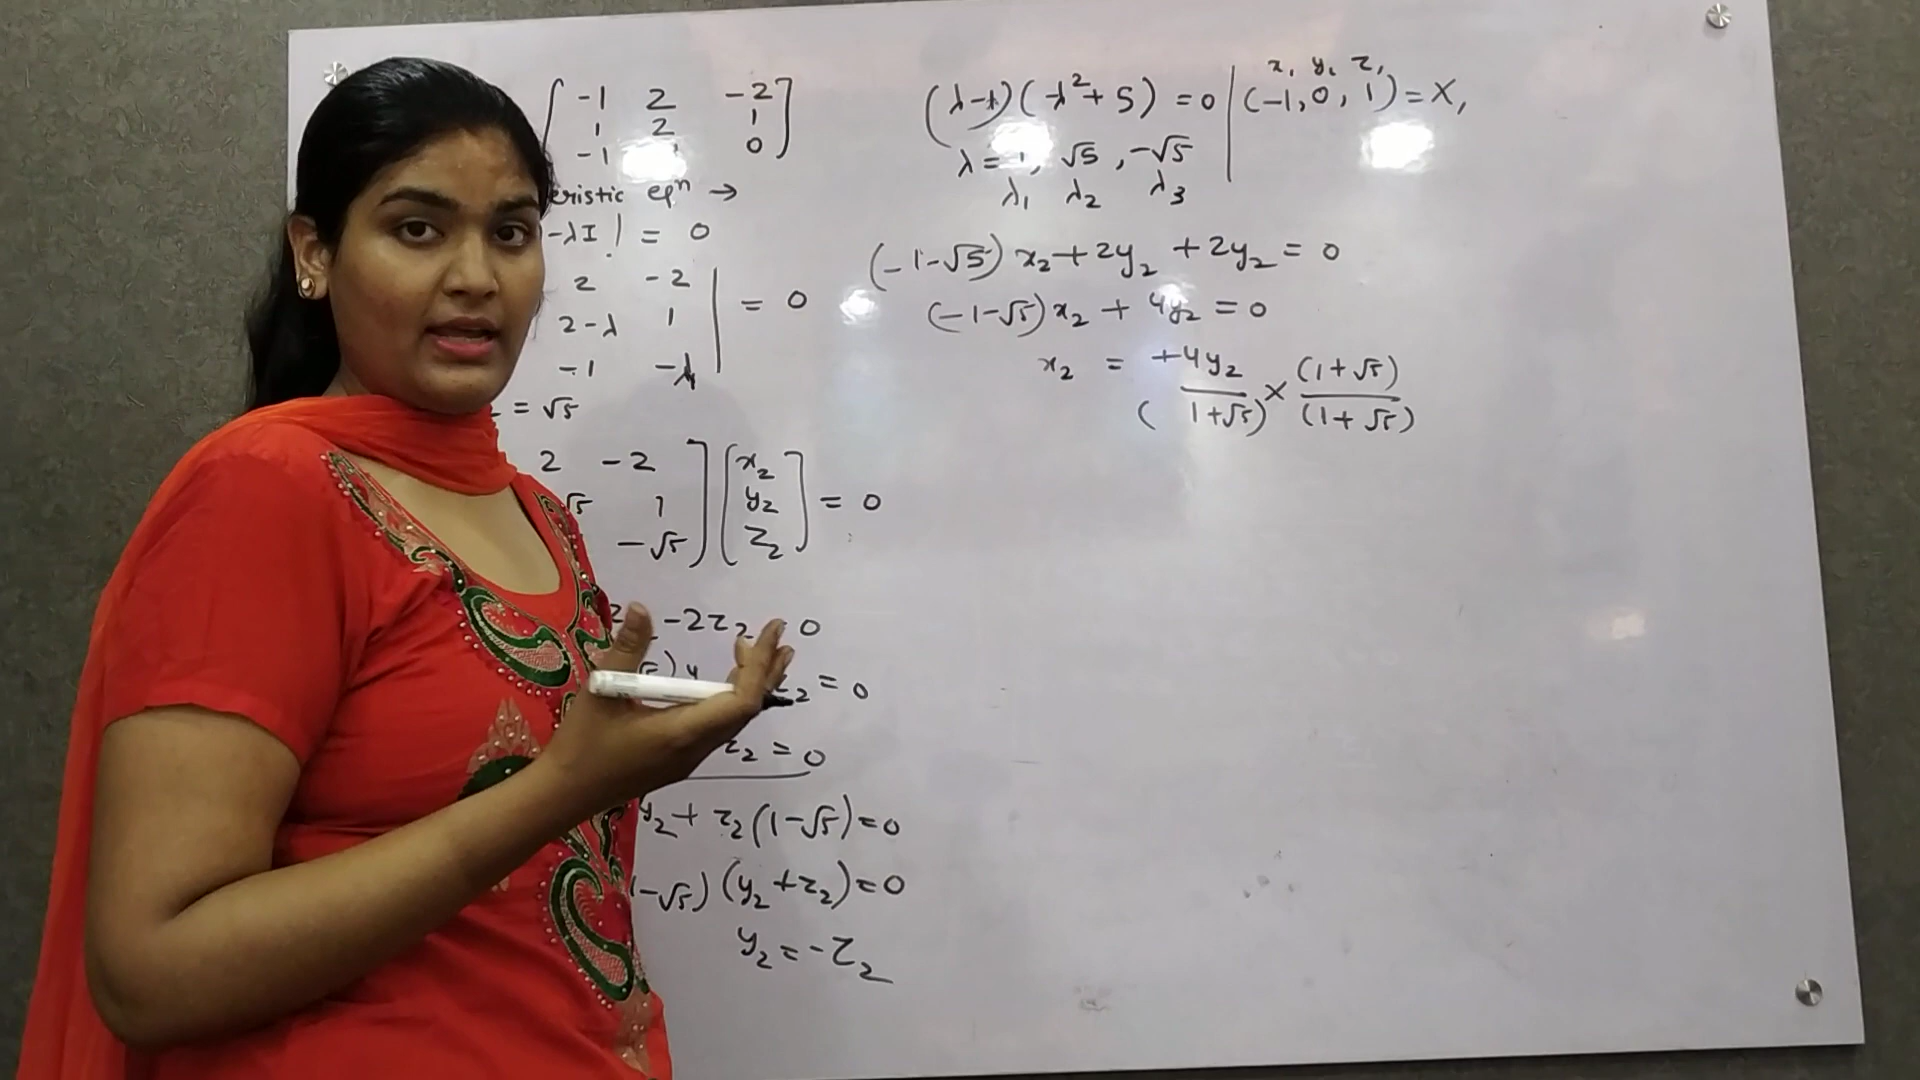 -1 2 -2
1 2 1
-1 1 0
eristic eqn →
-λI| = 0
2 -2
2-λ 1 = 0
-1 -λ
= √5
2 -2 x₂
√5 1 y₂ = 0
-√5 z₂
-2z₂ = 0
z₂ = 0
z₂ = 0
y₂ + z₂(1-√5) = 0
-√5) (y₂ + z₂) = 0
y₂ = -z₂
(λ-1)(-λ²+5) = 0
λ = 1, √5, -√5
λ₁ λ₂ λ₃
x₁ y₁ z₁
(-1, 0, 1) = X₁
(-1-√5) x₂ + 2y₂ + 2y₂ = 0
(-1-√5) x₂ + 4y₂ = 0
x₂ = +4y₂ / ( 1+√5) × (1+√5) / (1+√5)